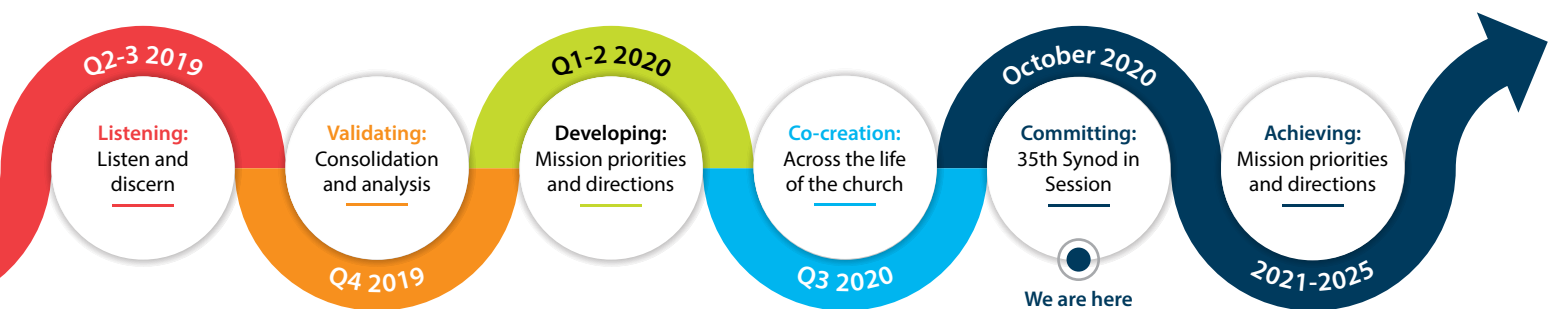 Q2-3 2019
Listening:
Listen and
discern
Validating:
Consolidation
and analysis
Q4 2019
Q1-2 2020
Developing:
Mission priorities
and directions
Co-creation:
Across the life
of the church
Q3 2020
October 2020
Committing:
35th Synod in
Session
We are here
Achieving:
Mission priorities
and directions
2021-2025